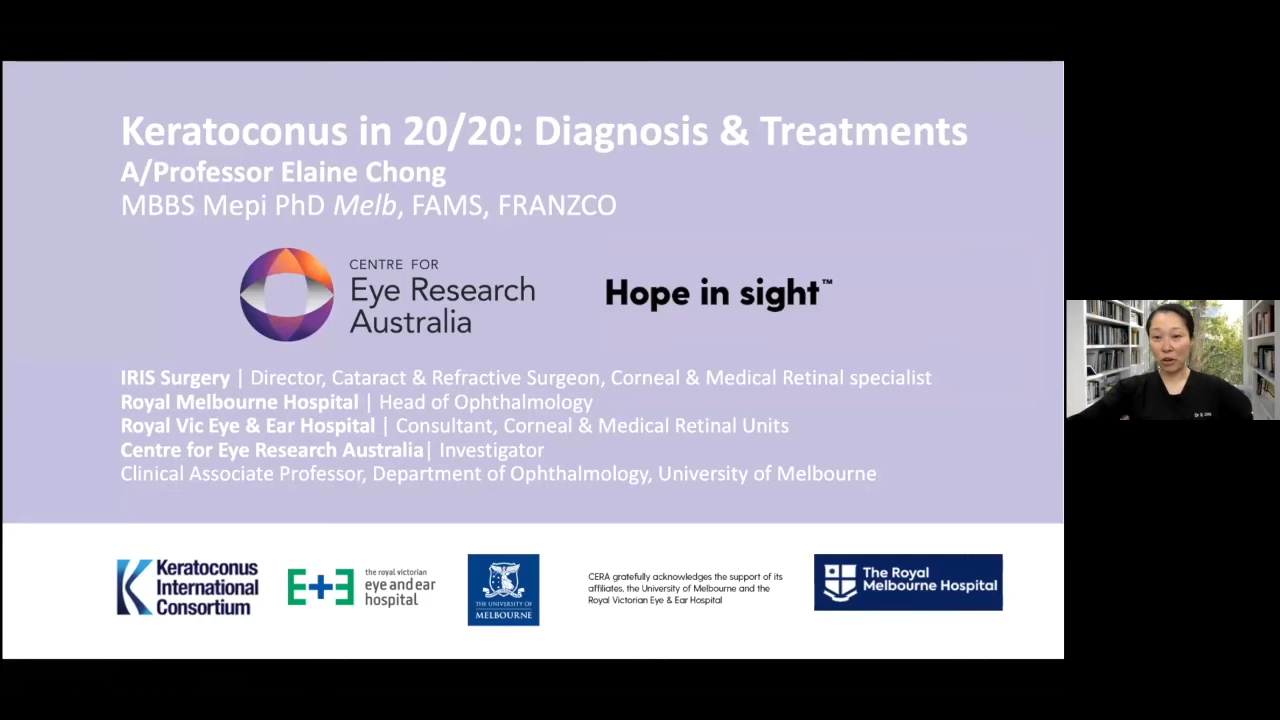 Keratoconus in 20/20: Diagnosis & Treatments
A/Professor Elaine Chong
MBBS Mepi PhD Melb, FAMS, FRANZCO
CENTRE FOR
Eye Research
Australia
Hope in sight™
IRIS Surgery | Director, Cataract & Refractive Surgeon, Corneal & Medical Retinal specialist
Royal Melbourne Hospital | Head of Ophthalmology
Royal Vic Eye & Ear Hospital | Consultant, Corneal & Medical Retinal Units
Centre for Eye Research Australia| Investigator
Clinical Associate Professor, Department of Ophthalmology, University of Melbourne
Keratoconus
International
Consortium
E+E
the royal victorian
eye and ear
hospital
THE UNIVERSITY OF
MELBOURNE
CERA gratefully acknowledges the support of its
affiliates, the University of Melbourne and the
Royal Victorian Eye & Ear Hospital
The Royal
Melbourne Hospital